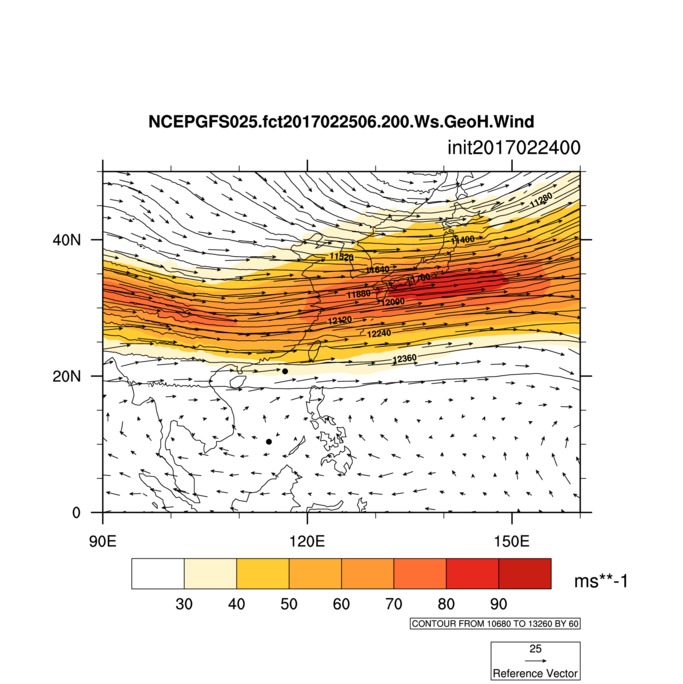 NCEPGFS025.fct2017022506.200.Ws.GeoH.Wind
init2017022400
11280
40N
11400
11520
11640
11760
11880
12000
12120
12240
12360
20N
0
90E 120E 150E
ms**-1
30 40 50 60 70 80 90
CONTOUR FROM 10680 TO 13260 BY 60
25
Reference Vector